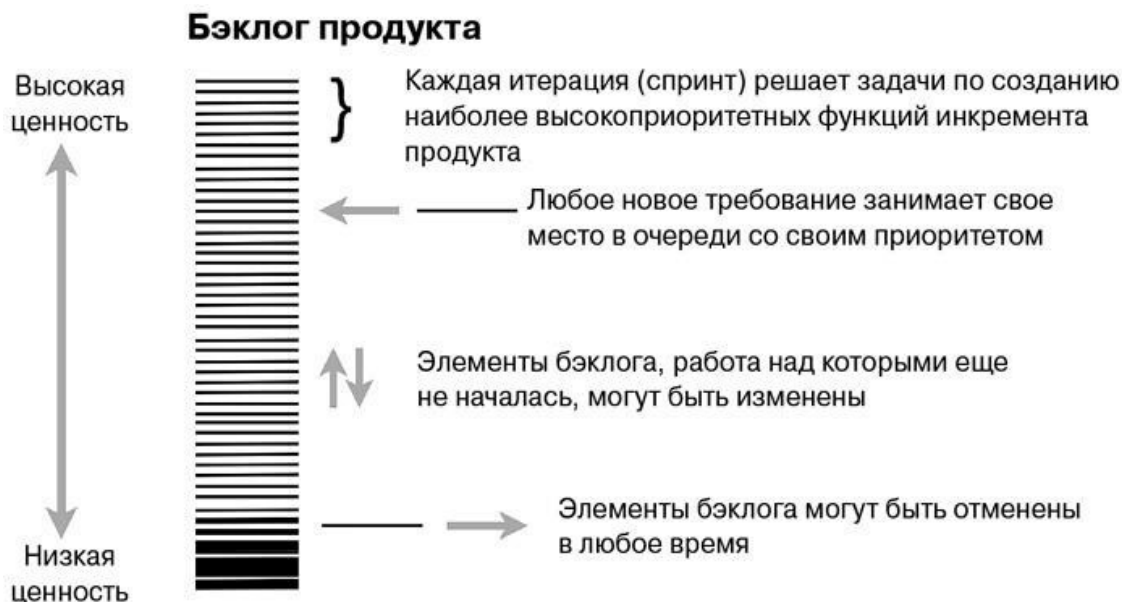 Бэклог продукта
Высокая
ценность
Каждая итерация (спринт) решает задачи по созданию
наиболее высокоприоритетных функций инкремента
продукта
Любое новое требование занимает свое
место в очереди со своим приоритетом
Элементы бэклога, работа над которыми еще
не началась, могут быть изменены
Элементы бэклога могут быть отменены
в любое время
Низкая
ценность